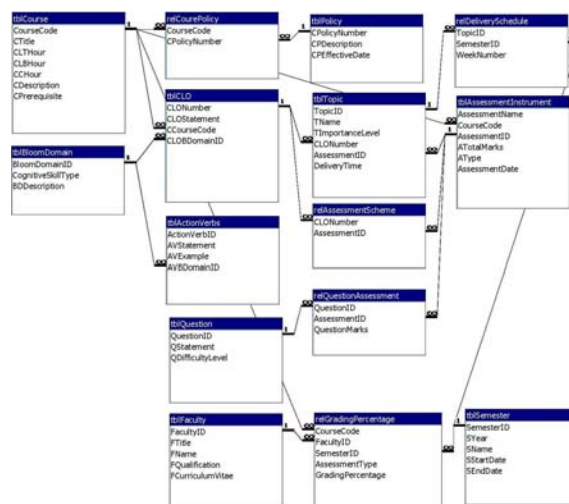 tblCourse
CourseCode
CTitle
CLTHour
CLBHour
CCHour
CDescription
CPrerequisite
relCourePolicy
CourseCode
CPolicyNumber
tblPolicy
CPolicyNumber
CPDescription
CPEffectiveDate
relDeliverySchedule
TopicID
SemesterID
WeekNumber
tblCLO
CLONumber
CLOStatement
CCourseCode
CLOBDomainID
tblTopic
TopicID
TName
TImportanceLevel
CLONumber
AssessmentID
DeliveryTime
tblAssessmentInstrument
AssessmentName
CourseCode
AssessmentID
ATotalMarks
AType
AssessmentDate
tblBloomDomain
BloomDomainID
CognitiveSkillType
BDDescription
tblActionVerbs
ActionVerbID
AVStatement
AVExample
AVBDomainID
relAssessmentScheme
CLONumber
AssessmentID
relQuestionAssessment
QuestionID
AssessmentID
QuestionMarks
tblQuestion
QuestionID
QStatement
QDifficultyLevel
tblFaculty
FacultyID
FTitle
FName
FQualification
FCurriculumVitae
relGradingPercentage
CourseCode
FacultyID
SemesterID
AssessmentType
GradingPercentage
tblSemester
SemesterID
SYear
SName
SStartDate
SEndDate